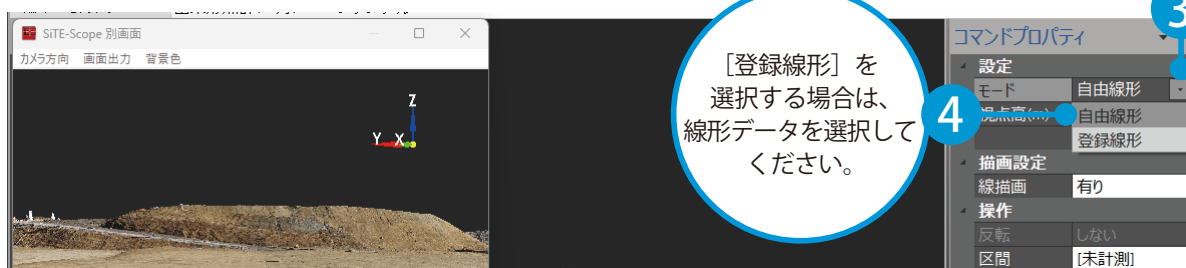 SiTE-Scope 別画面
カメラ方向 画面出力 背景色
Z
Y X
［登録線形］を
選択する場合は、
線形データを選択して
ください。
3
4
コマンドプロパティ
設定
モード 自由線形
視点高(m) 自由線形
登録線形
描画設定
線描画 有り
操作
反転 しない
区間 [未計測]